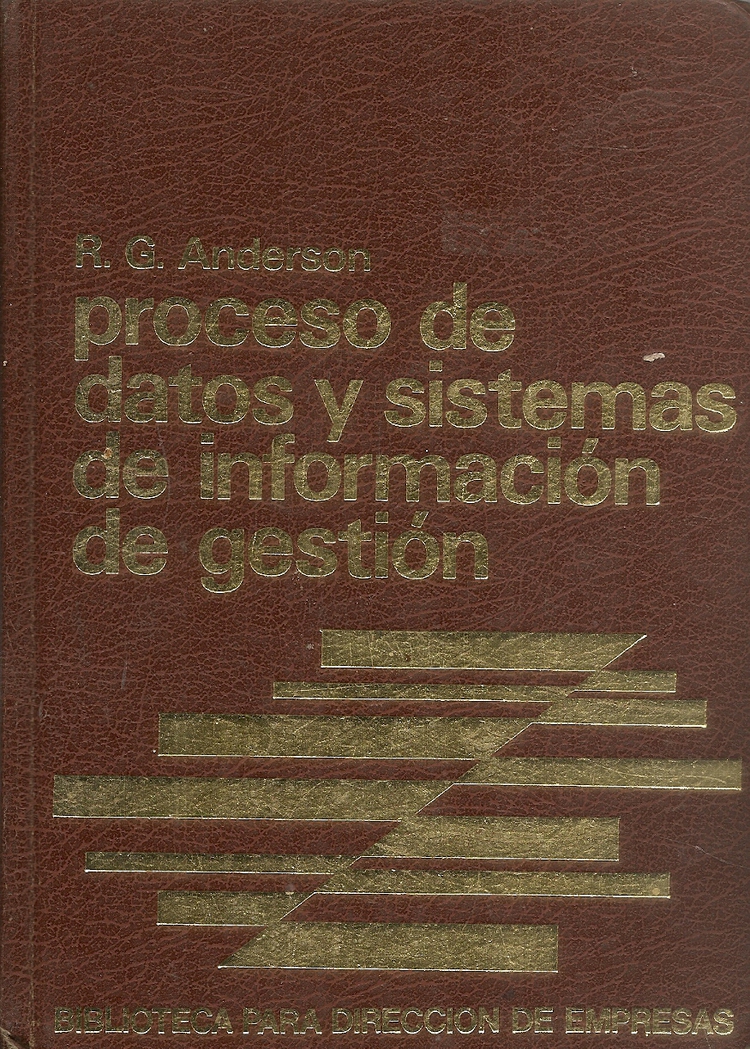 R. G. Anderson
proceso de
datos y sistemas
de información
de gestión
BIBLIOTECA PARA DIRECCION DE EMPRESAS